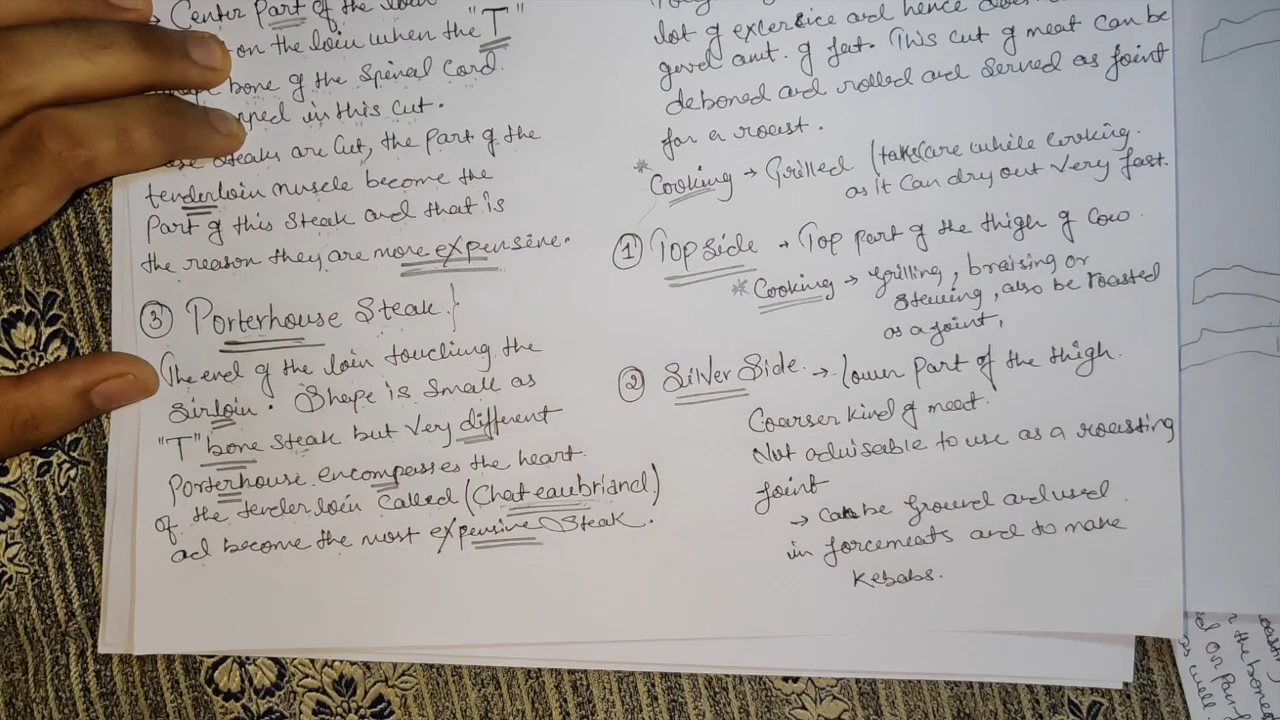 Center Part of the loin
on the loin when the "T"
bone of the Spinal Cord.
in this cut.
Steaks are Cut, the Part of the
tenderloin muscle become the
Part of this Steak and that is
the reason they are more expensive.
③ Porterhouse Steak }
The end of the loin touching the
Sirloin. Shape is Small as
"T" bone Steak but Very different
Porterhouse encompasses the heart
of the tenderloin called (Chateaubriand)
ad become the most expensive Steak.
lot of exercice and hence
good amt. of fat. This cut of meat can be
deboned and rolled and served as Joint
for a roast.
* Cooking → Grilled (take care while cooking.
as it can dry out very fast.
① Top side → Top part of the thigh of Cow.
* Cooking → Grilling, braising or
Stewing, also be roasted
as a joint,
② Silver Side → lower part of the thigh.
Coarser kind of meat.
Not adviseable to use as a roasting
Joint
→ Can be ground and used
in forcemeats and to make
Kebabs.
the bone
well